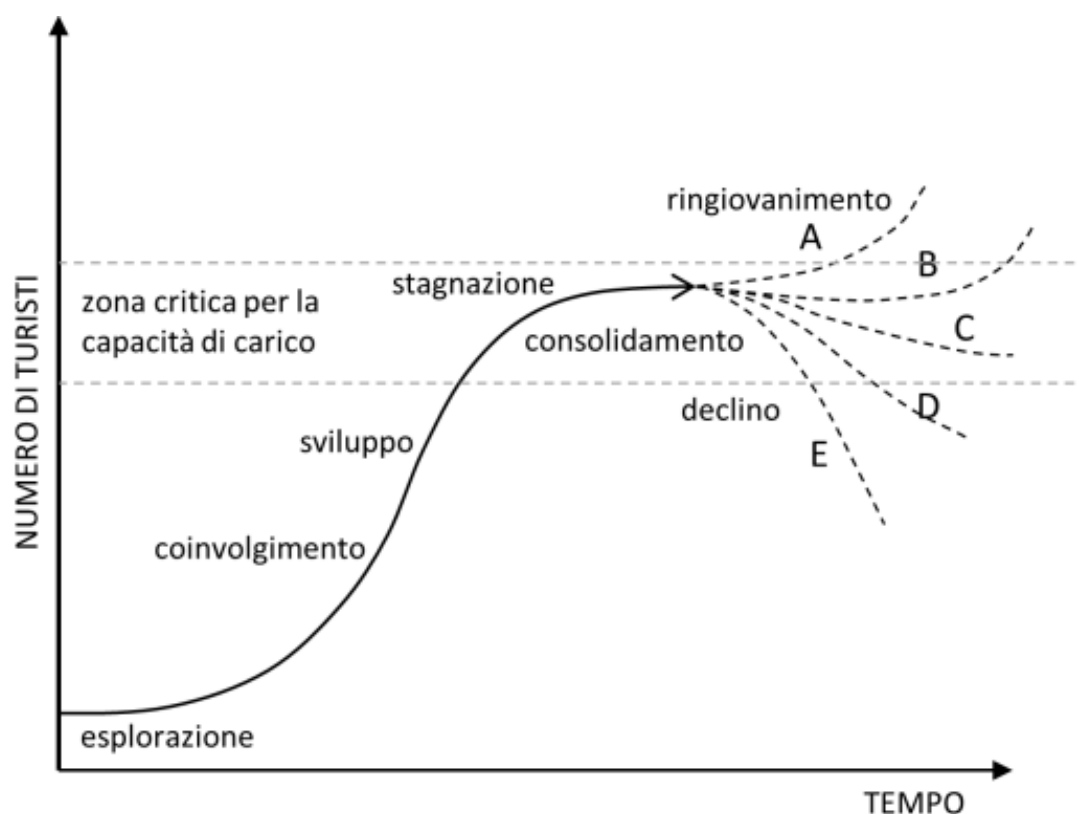 ringiovanimento
A
B
stagnazione
zona critica per la
capacità di carico
consolidamento
C
declino
D
sviluppo
E
coinvolgimento
esplorazione
NUMERO DI TURISTI
TEMPO